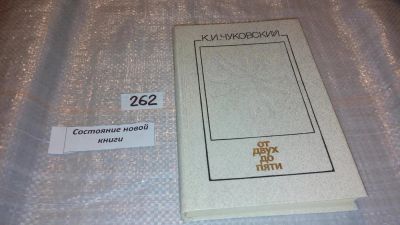 К.И.ЧУКОВСКИЙ
262
Состояние новой
книги
ОТ
ДВУХ
ДО
ПЯТИ